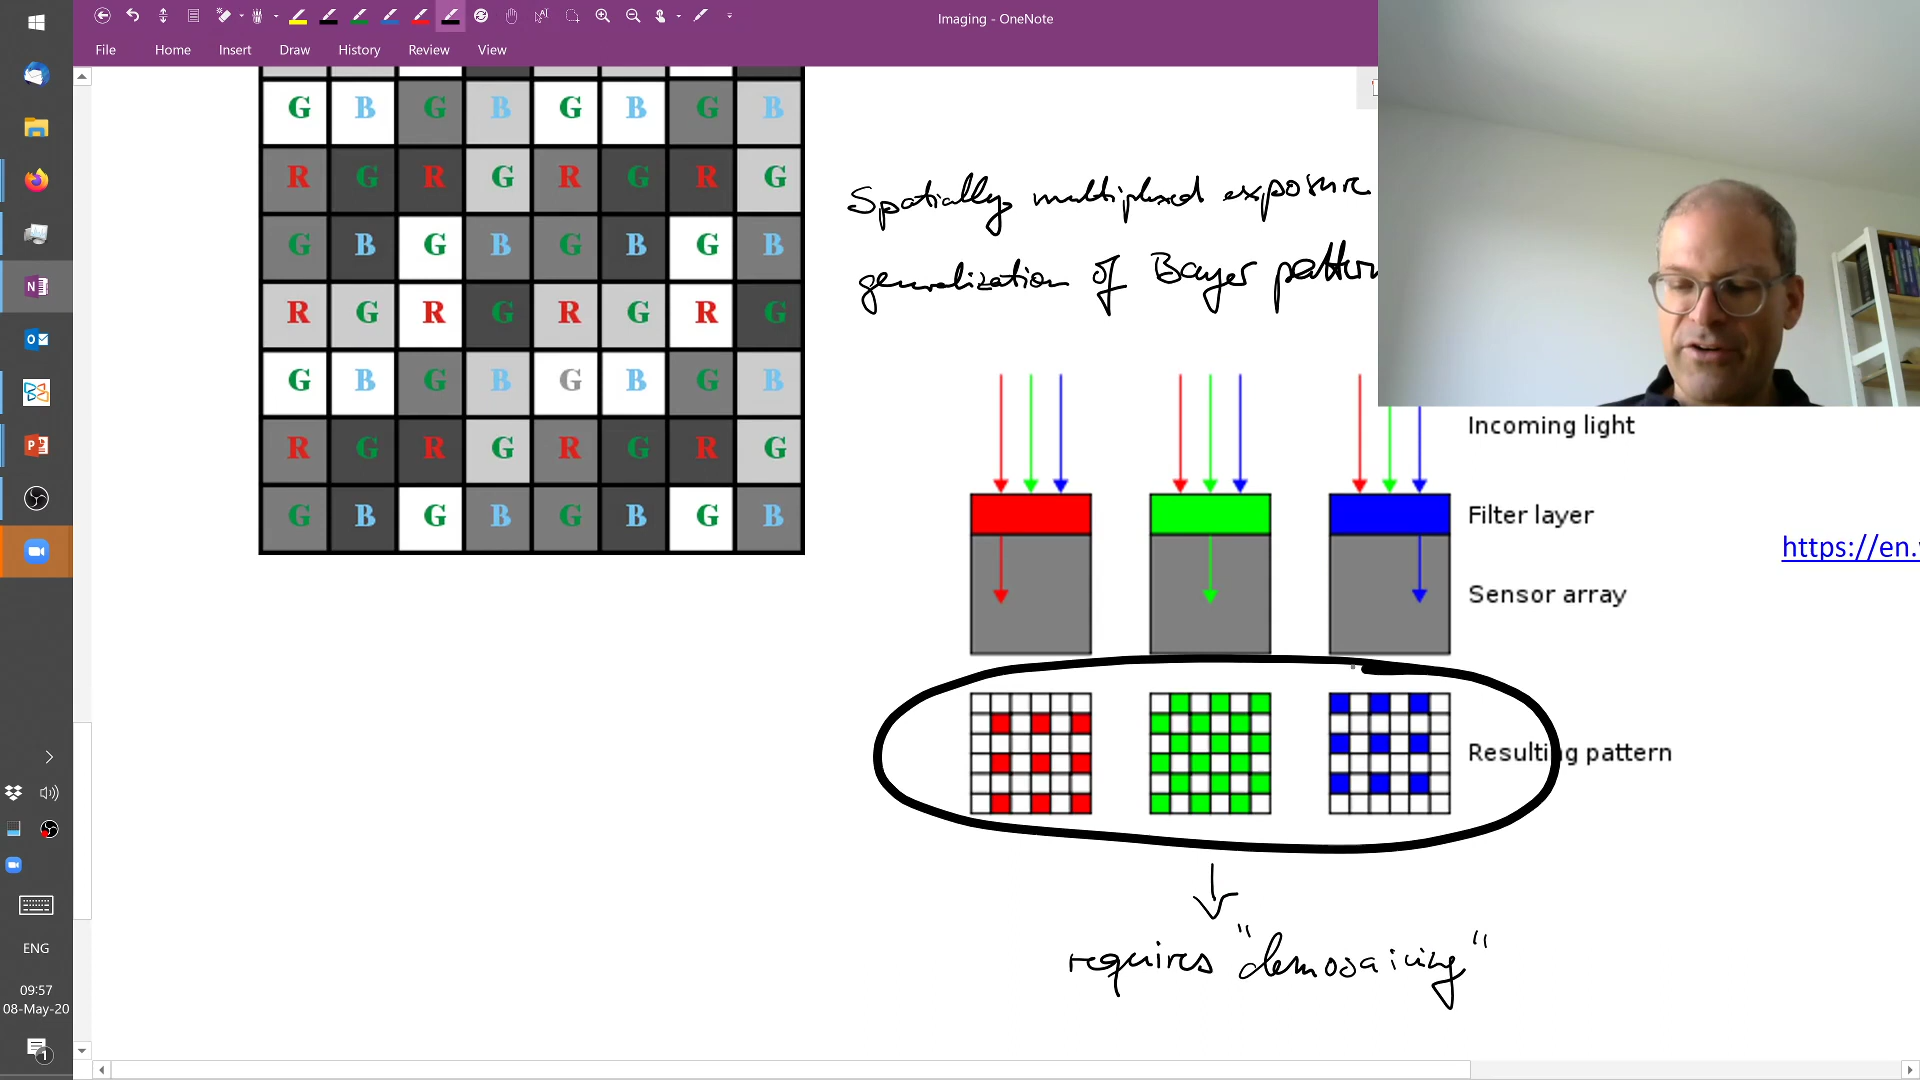 Imaging - OneNote
File Home Insert Draw History Review View
G B G B G B G B
R G R G R G R G
G B G B G B G B
R G R G R G R G
G B G B G B G B
R G R G R G R G
G B G B G B G B
Spatially multiplexed exposure
generalization of Bayer pattern
Incoming light
Filter layer
https://en.
Sensor array
Resulting pattern
requires "demosaicing"
ENG
09:57
08-May-20
1